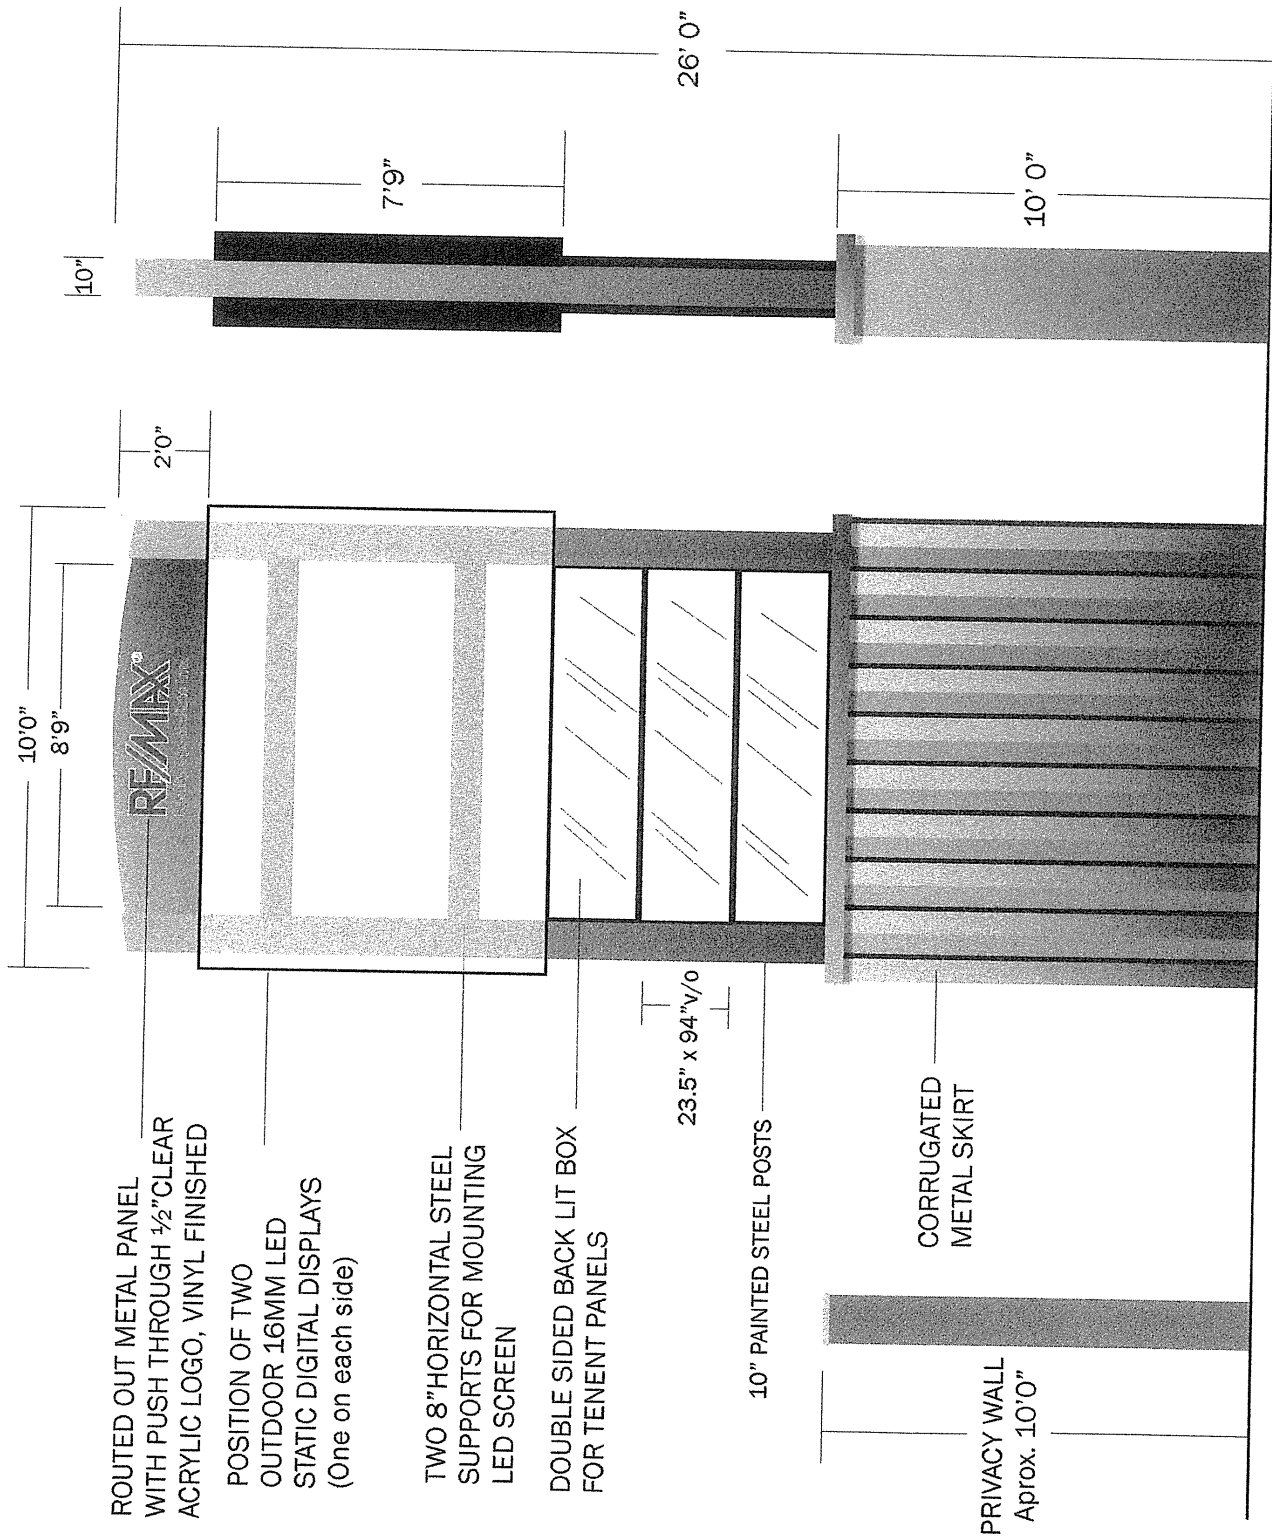 ROUTED OUT METAL PANEL
WITH PUSH THROUGH ½"CLEAR
ACRYLIC LOGO, VINYL FINISHED
POSITION OF TWO
OUTDOOR 16MM LED
STATIC DIGITAL DISPLAYS
(One on each side)
TWO 8"HORIZONTAL STEEL
SUPPORTS FOR MOUNTING
LED SCREEN
DOUBLE SIDED BACK LIT BOX
FOR TENENT PANELS
23.5" x 94"v/o
10" PAINTED STEEL POSTS
CORRUGATED
METAL SKIRT
PRIVACY WALL
Aprox. 10'0"
10'0"
8'9"
RE/MAX®
2'0"
10"
7'9"
10' 0"
26' 0"